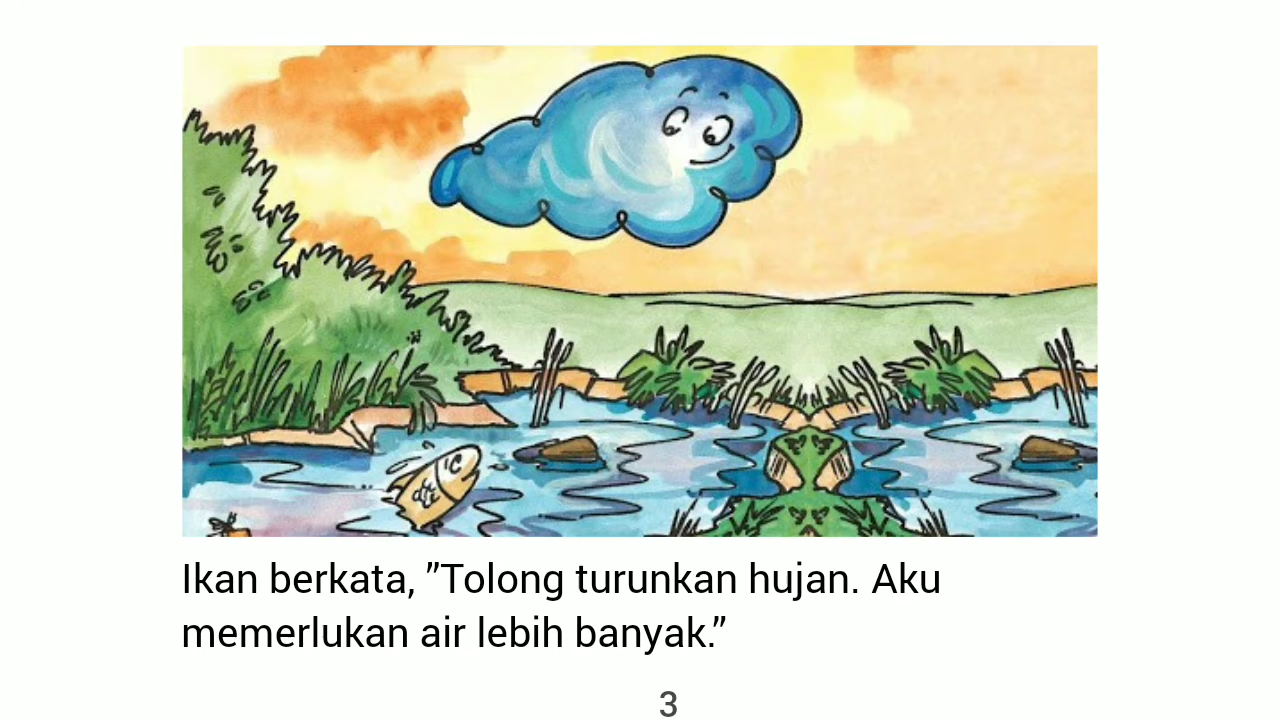 Ikan berkata, ”Tolong turunkan hujan. Aku
memerlukan air lebih banyak.”
3